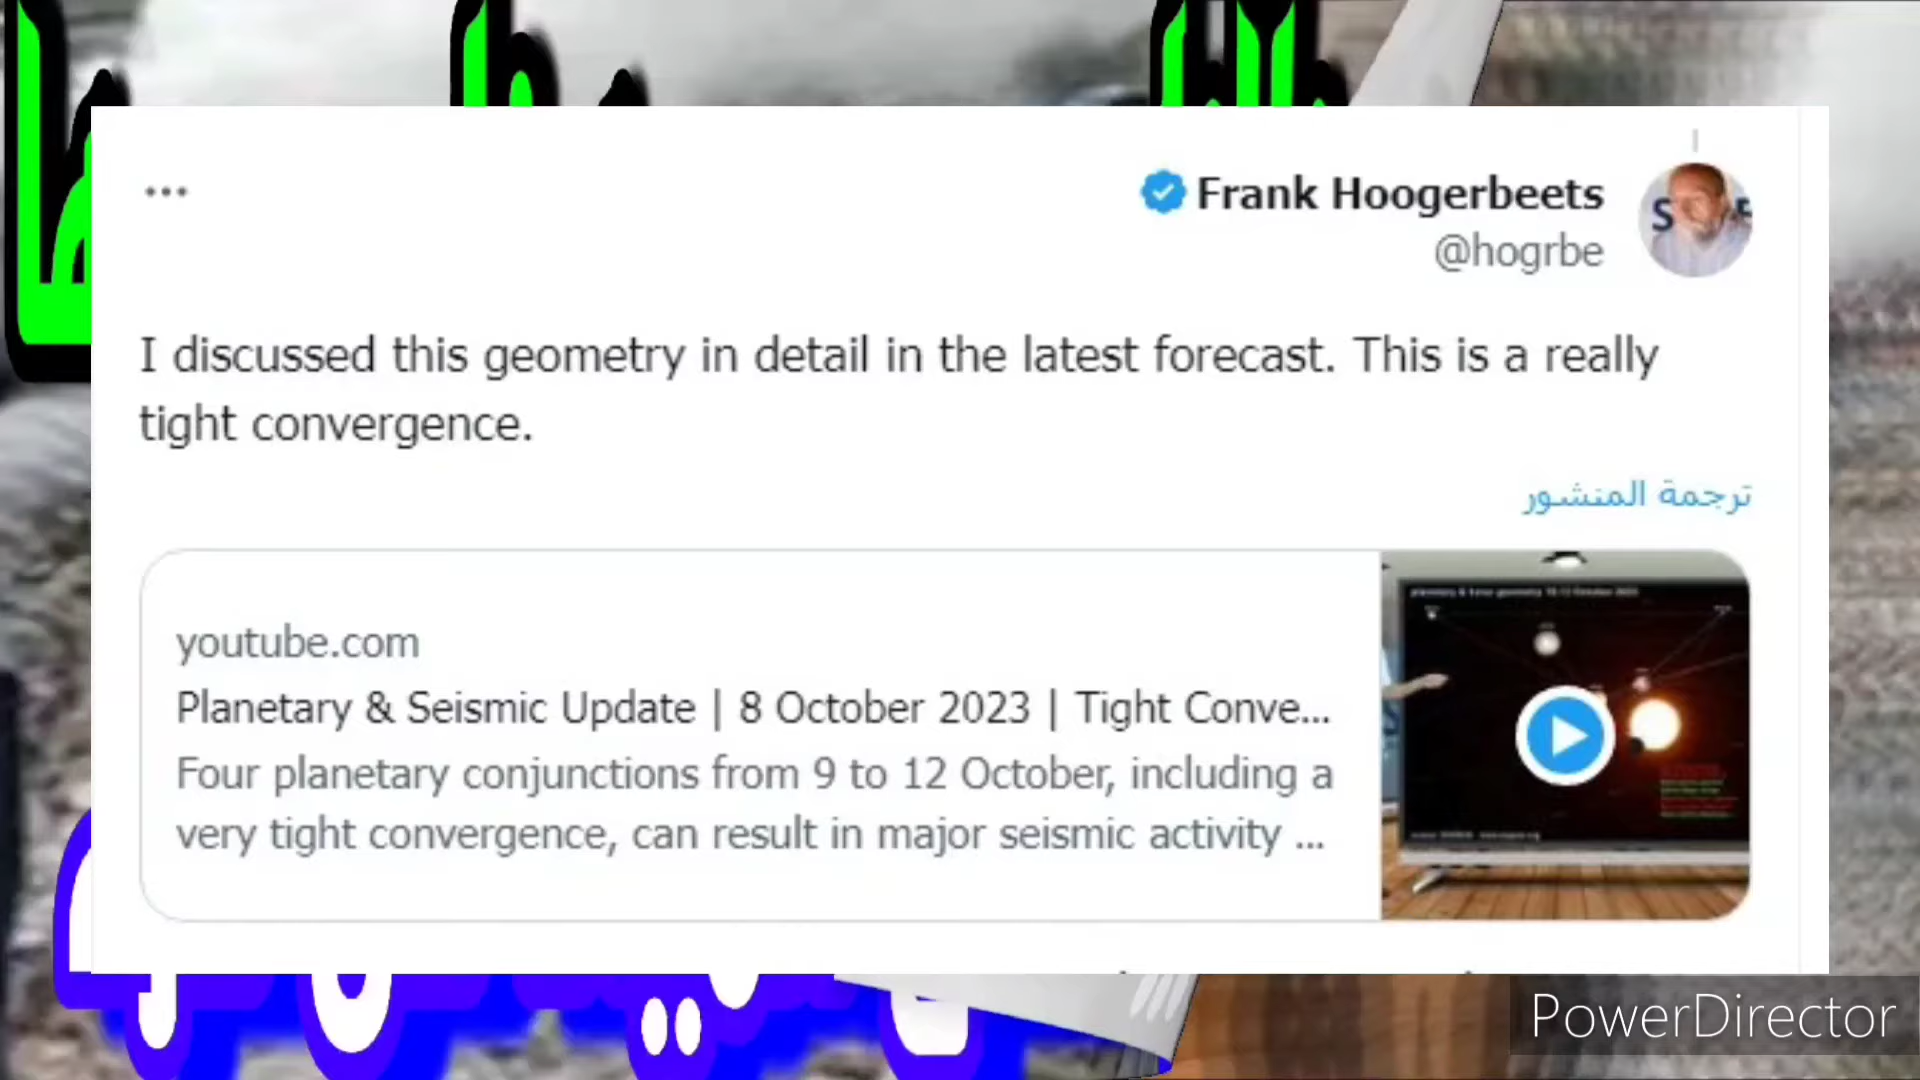 Frank Hoogerbeets
@hogrbe
I discussed this geometry in detail in the latest forecast. This is a really
tight convergence.
ترجمة المنشور
youtube.com
Planetary & Seismic Update | 8 October 2023 | Tight Conve...
Four planetary conjunctions from 9 to 12 October, including a
very tight convergence, can result in major seismic activity ...
PowerDirector